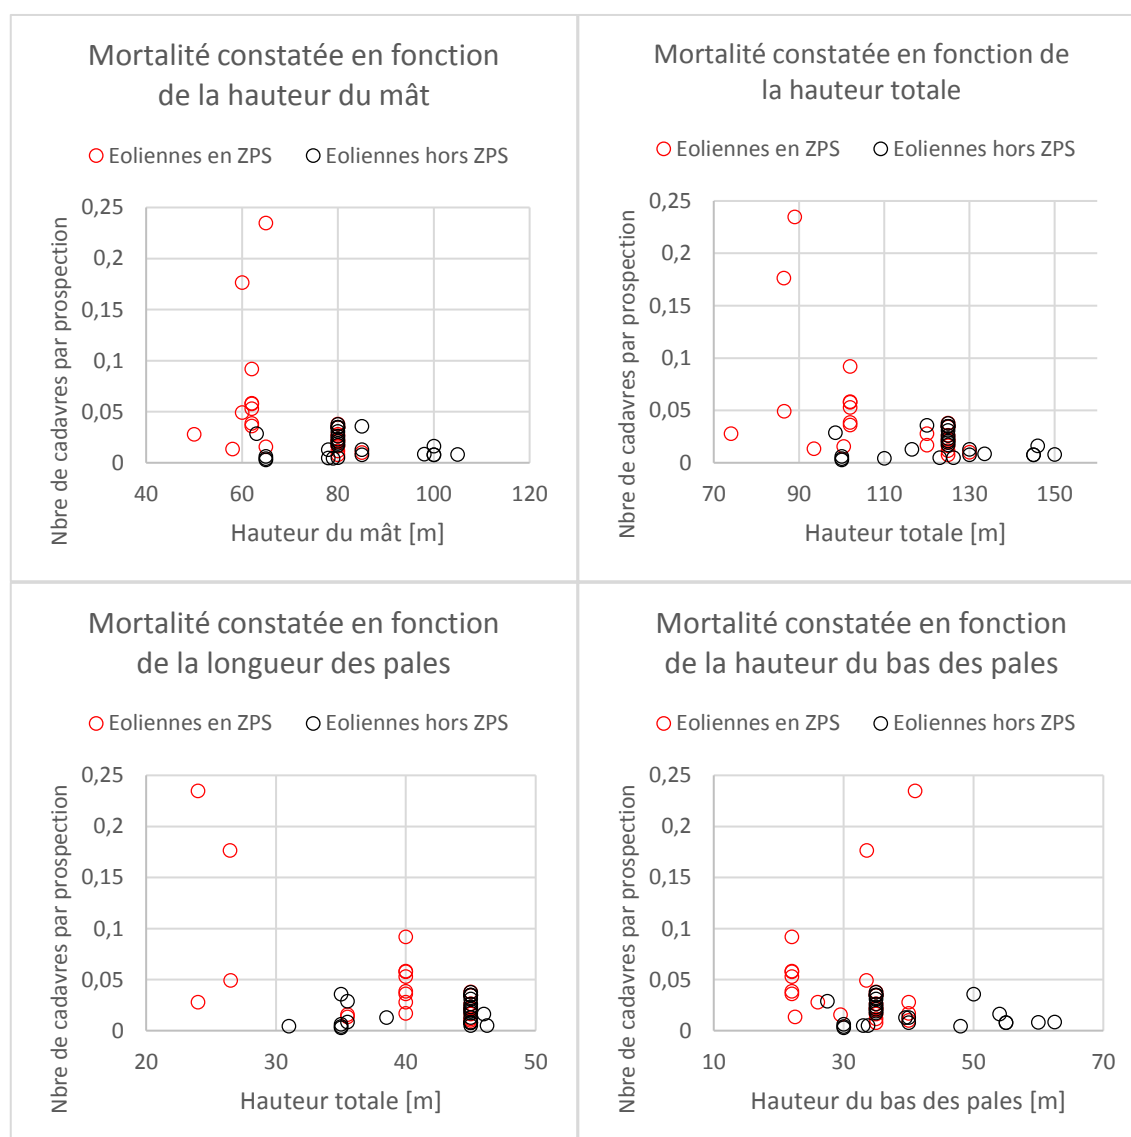 Mortalité constatée en fonction
de la hauteur du mât
Eoliennes en ZPS Eoliennes hors ZPS
Nbre de cadavres par prospection
0,25
0,2
0,15
0,1
0,05
0
40 60 80 100 120
Hauteur du mât [m]
Mortalité constatée en fonction de
la hauteur totale
Eoliennes en ZPS Eoliennes hors ZPS
Nbre de cadavres par prospection
0,25
0,2
0,15
0,1
0,05
0
70 90 110 130 150
Hauteur totale [m]
Mortalité constatée en fonction
de la longueur des pales
Eoliennes en ZPS Eoliennes hors ZPS
Nbre de cadavres par prospection
0,25
0,2
0,15
0,1
0,05
0
20 30 40 50
Hauteur totale [m]
Mortalité constatée en fonction
de la hauteur du bas des pales
Eoliennes en ZPS Eoliennes hors ZPS
Nbre de cadavres par prospection
0,25
0,2
0,15
0,1
0,05
0
10 30 50 70
Hauteur du bas des pales [m]